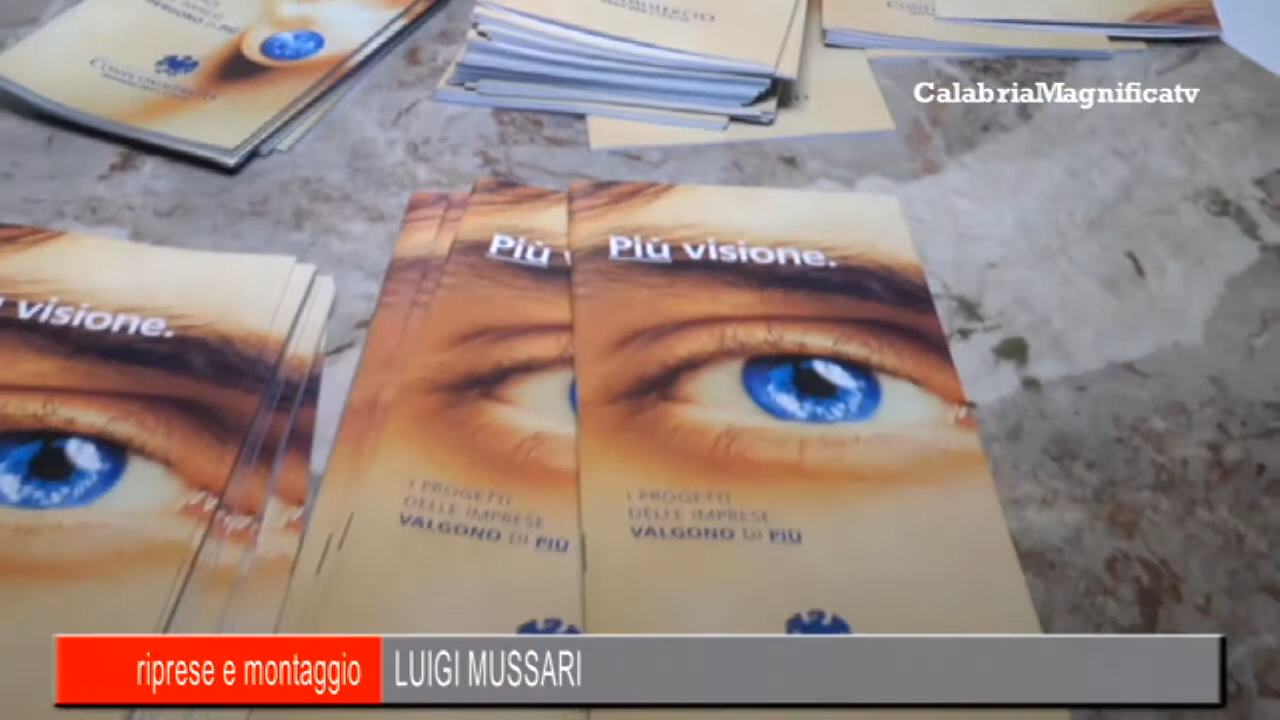 CONFCOMMERCIO
CalabriaMagnificatv
Più visione.
Più
visione.
I PROGETTI
DELLE IMPRESE
VALGONO DI PIÙ
I PROGETTI
DELLE IMPRESE
VALGONO DI PIÙ
riprese e montaggio LUIGI MUSSARI